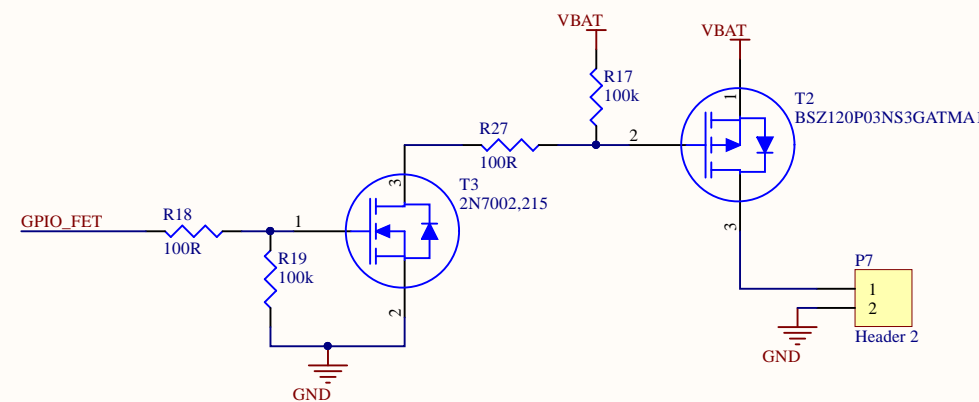 VBAT
VBAT
R17
100k
1
T2
BSZ120P03NS3GATMA1
R27
100R
2
3
T3
2N7002,215
GPIO_FET
R18
100R
1
R19
100k
2
3
P7
1
2
Header 2
GND
GND